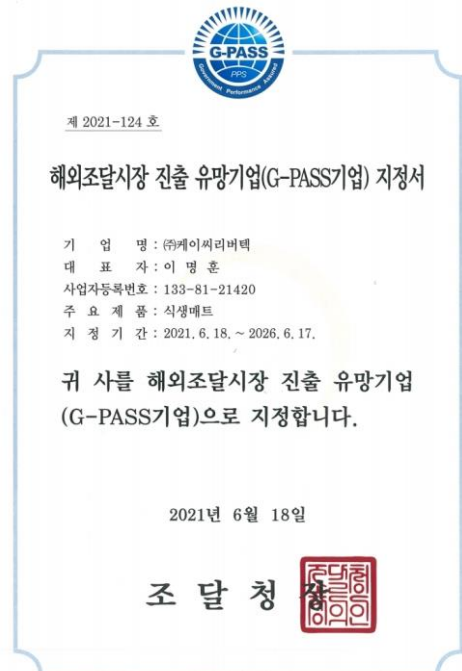 G-PASS
PPS
Government Performance Assured
제 2021-124 호
해외조달시장 진출 유망기업(G-PASS기업) 지정서
기 업 명 : ㈜케이씨리버텍
대 표 자 : 이 명 훈
사업자등록번호 : 133-81-21420
주 요 제 품 : 식생매트
지 정 기 간 : 2021. 6. 18. ~ 2026. 6. 17.
귀 사를 해외조달시장 진출 유망기업
(G-PASS기업)으로 지정합니다.
2021년 6월 18일
조 달 청 장